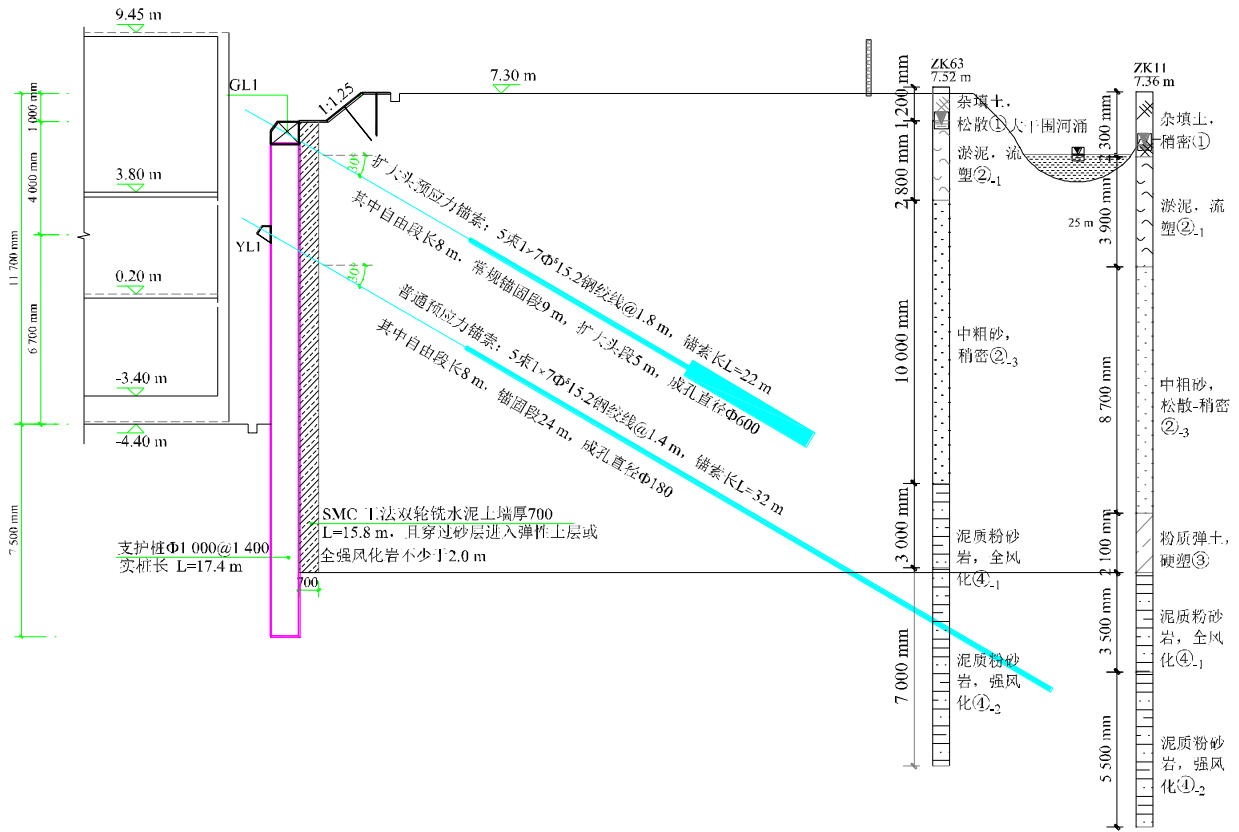 9.45 m
GL1
1:1.25
7.30 m
ZK63
7.52 m
ZK11
7.36 m
1 000 mm
4 000 mm
6 700 mm
11 700 mm
7 500 mm
3.80 m
0.20 m
-3.40 m
-4.40 m
YL1
30°
30°
扩大头预应力锚索：5束1×7Φˢ15.2钢绞线@1.8 m，锚索长L=22 m
其中自由段长8 m，常规锚固段9 m，扩大头段5 m，成孔直径Φ600
普通预应力锚索：5束1×7Φˢ15.2钢绞线@1.4 m，锚索长L=32 m
其中自由段长8 m，锚固段24 m，成孔直径Φ180
SMC 工法双轮铣水泥土墙厚700
L=15.8 m，且穿过砂层进入弹性土层或
全强风化岩不少于2.0 m
支护桩Φ1 000@1 400
实桩长 L=17.4 m
700
1 200 mm
2 800 mm
10 000 mm
3 000 mm
7 000 mm
杂填土，
松散①
大干围河涌
淤泥，流
塑②-1
中粗砂，
稍密②-3
泥质粉砂
岩，全风
化④-1
泥质粉砂
岩，强风
化④-2
25 m
300 mm
3 900 mm
8 700 mm
2 100 mm
3 500 mm
5 500 mm
杂填土，
稍密①
淤泥，流
塑②-1
中粗砂，
松散-稍密
②-3
粉质弹土，
硬塑③
泥质粉砂
岩，全风
化④-1
泥质粉砂
岩，强风
化④-2